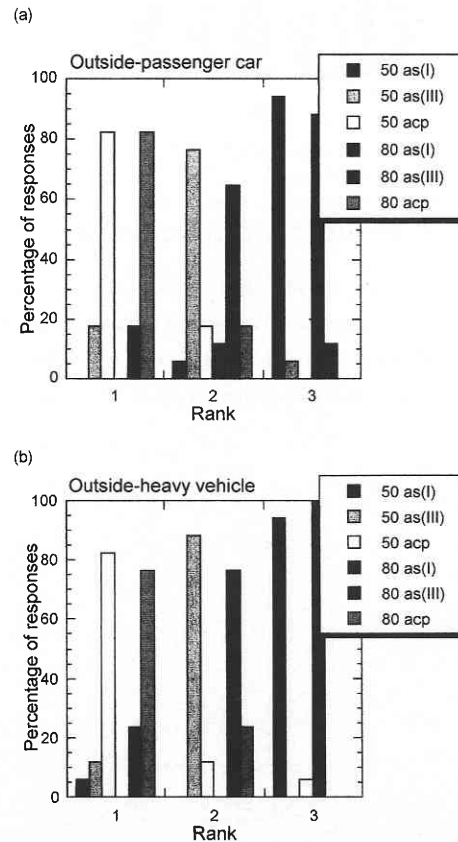 (a)
Outside-passenger car
Percentage of responses
100
80
60
40
20
0
1 2 3
Rank
50 as(I)
50 as(III)
50 acp
80 as(I)
80 as(III)
80 acp
(b)
Outside-heavy vehicle
Percentage of responses
100
80
60
40
20
0
1 2 3
Rank
50 as(I)
50 as(III)
50 acp
80 as(I)
80 as(III)
80 acp